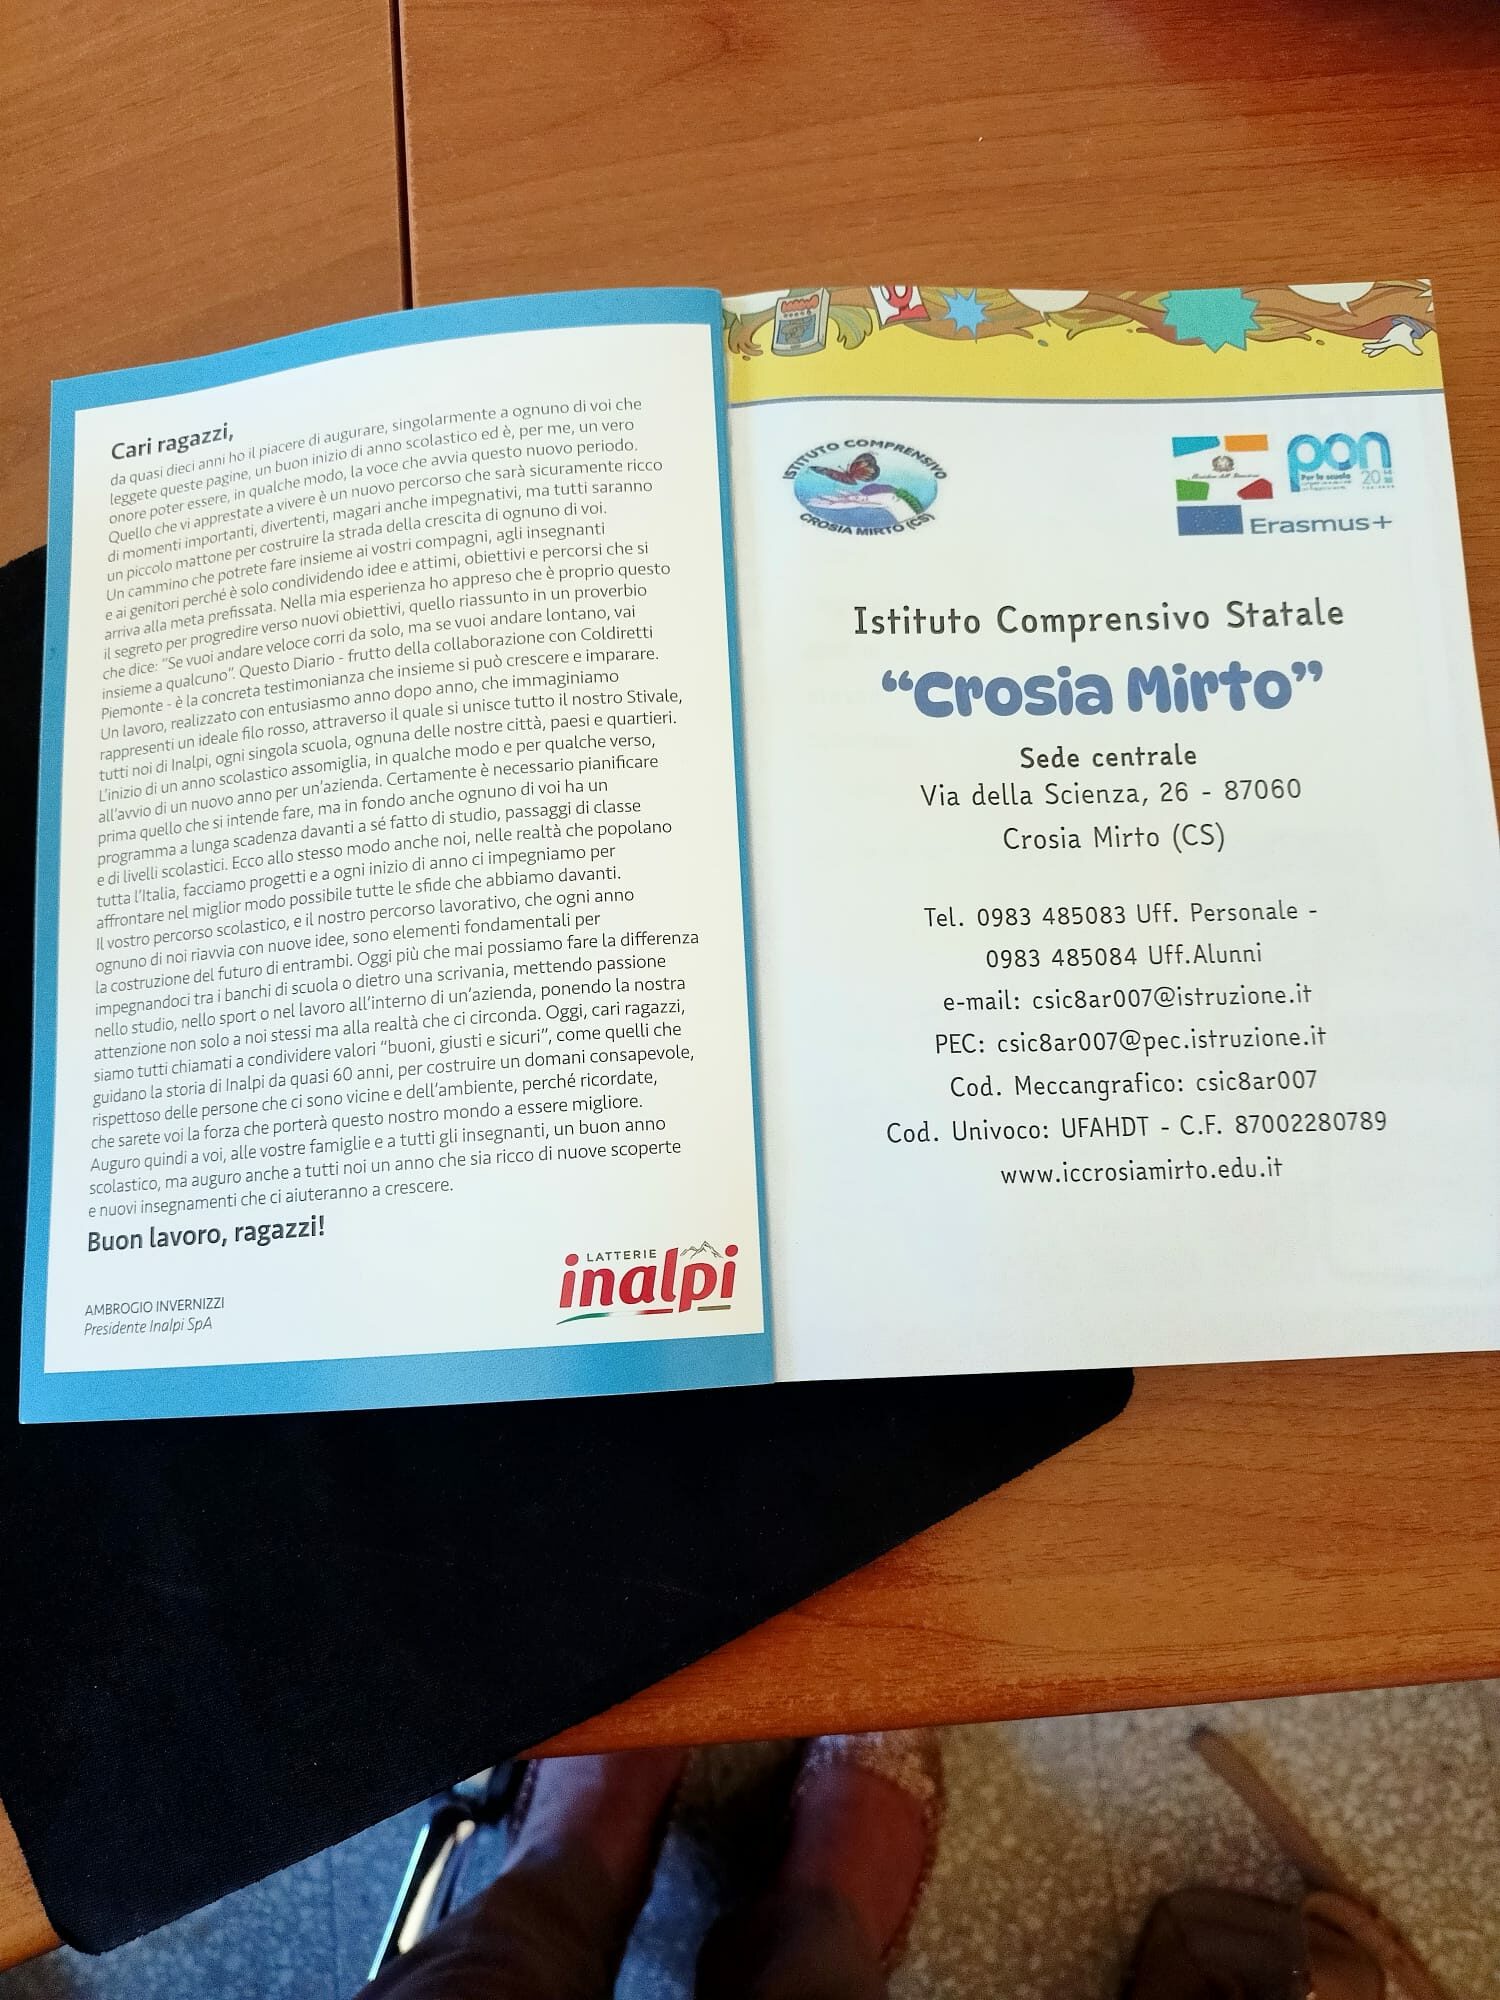 Cari ragazzi,
da quasi dieci anni ho il piacere di augurare, singolarmente a ognuno di voi che
leggete queste pagine, un buon inizio di anno scolastico ed è, per me, un vero
onore poter essere, in qualche modo, la voce che avvia questo nuovo periodo.
Quello che vi apprestate a vivere è un nuovo percorso che sarà sicuramente ricco
di momenti importanti, divertenti, magari anche impegnativi, ma tutti saranno
un piccolo mattone per costruire la strada della crescita di ognuno di voi.
Un cammino che potrete fare insieme ai vostri compagni, agli insegnanti
e ai genitori perché è solo condividendo idee e attimi, obiettivi e percorsi che si
arriva alla meta prefissata. Nella mia esperienza ho appreso che è proprio questo
il segreto per progredire verso nuovi obiettivi, quello riassunto in un proverbio
che dice: "Se vuoi andare veloce corri da solo, ma se vuoi andare lontano, vai
insieme a qualcuno". Questo Diario - frutto della collaborazione con Coldiretti
Piemonte - è la concreta testimonianza che insieme si può crescere e imparare.
Un lavoro, realizzato con entusiasmo anno dopo anno, che immaginiamo
rappresenti un ideale filo rosso, attraverso il quale si unisce tutto il nostro Stivale,
tutti noi di Inalpi, ogni singola scuola, ognuna delle nostre città, paesi e quartieri.
L'inizio di un anno scolastico assomiglia, in qualche modo e per qualche verso,
all'avvio di un nuovo anno per un'azienda. Certamente è necessario pianificare
prima quello che si intende fare, ma in fondo anche ognuno di voi ha un
programma a lunga scadenza davanti a sé fatto di studio, passaggi di classe
e di livelli scolastici. Ecco allo stesso modo anche noi, nelle realtà che popolano
tutta l'Italia, facciamo progetti e a ogni inizio di anno ci impegniamo per
affrontare nel miglior modo possibile tutte le sfide che abbiamo davanti.
Il vostro percorso scolastico, e il nostro percorso lavorativo, che ogni anno
ognuno di noi riavvia con nuove idee, sono elementi fondamentali per
la costruzione del futuro di entrambi. Oggi più che mai possiamo fare la differenza
impegnandoci tra i banchi di scuola o dietro una scrivania, mettendo passione
nello studio, nello sport o nel lavoro all'interno di un'azienda, ponendo la nostra
attenzione non solo a noi stessi ma alla realtà che ci circonda. Oggi, cari ragazzi,
siamo tutti chiamati a condividere valori "buoni, giusti e sicuri", come quelli che
guidano la storia di Inalpi da quasi 60 anni, per costruire un domani consapevole,
rispettoso delle persone che ci sono vicine e dell'ambiente, perché ricordate,
che sarete voi la forza che porterà questo nostro mondo a essere migliore.
Auguro quindi a voi, alle vostre famiglie e a tutti gli insegnanti, un buon anno
scolastico, ma auguro anche a tutti noi un anno che sia ricco di nuove scoperte
e nuovi insegnamenti che ci aiuteranno a crescere.
Buon lavoro, ragazzi!
AMBROGIO INVERNIZZI
Presidente Inalpi SpA
LATTERIE
inalpi
ISTITUTO COMPRENSIVO
CROSIA MIRTO (CS)
pon
Per la scuola
20
Erasmus+
Istituto Comprensivo Statale
“Crosia Mirto”
Sede centrale
Via della Scienza, 26 - 87060
Crosia Mirto (CS)
Tel. 0983 485083 Uff. Personale -
0983 485084 Uff.Alunni
e-mail: csic8ar007@istruzione.it
PEC: csic8ar007@pec.istruzione.it
Cod. Meccangrafico: csic8ar007
Cod. Univoco: UFAHDT - C.F. 87002280789
www.iccrosiamirto.edu.it